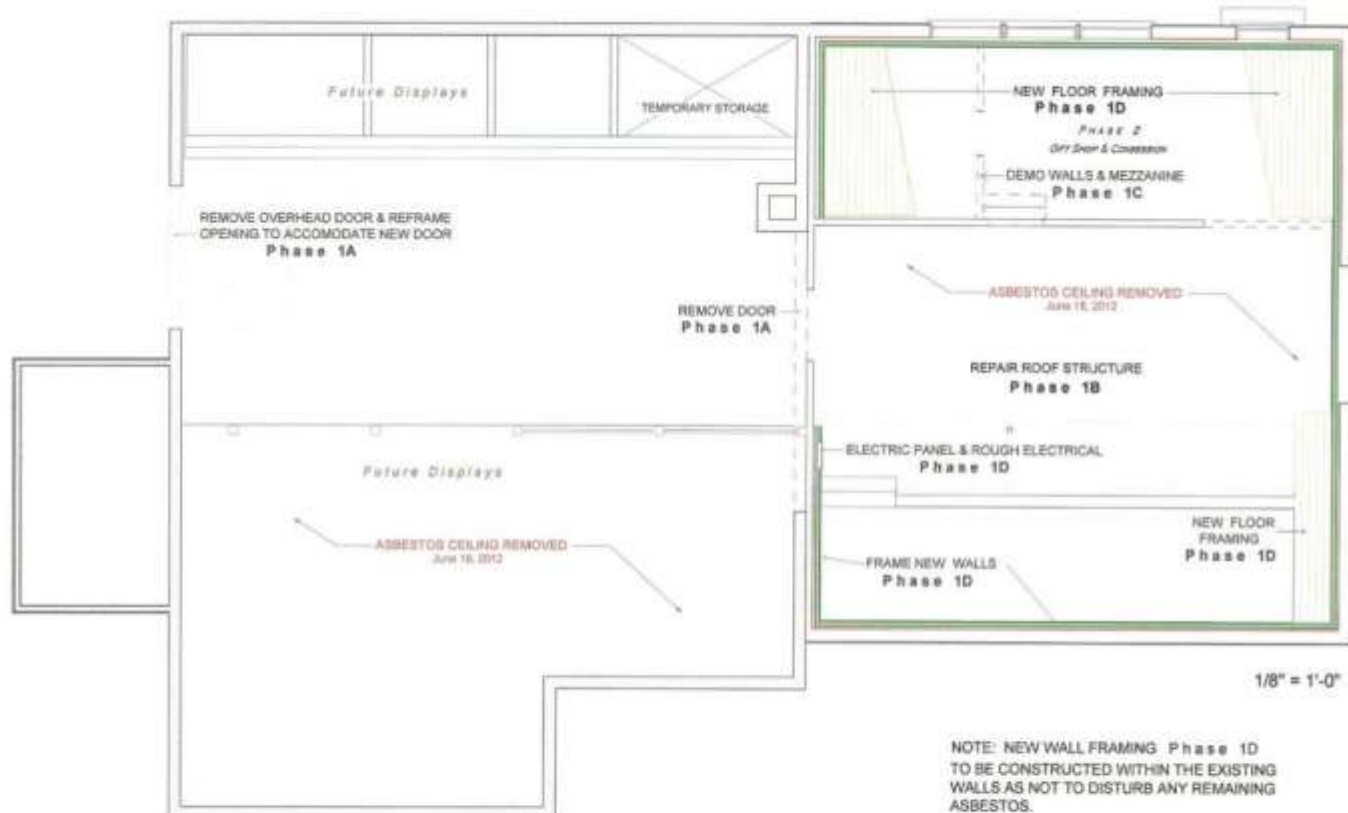 Future Displays
TEMPORARY STORAGE
NEW FLOOR FRAMING
Phase 1D
PHASE 2
GIFT SHOP & CONSESSION
DEMO WALLS & MEZZANINE
Phase 1C
REMOVE OVERHEAD DOOR & REFRAME
OPENING TO ACCOMODATE NEW DOOR
Phase 1A
REMOVE DOOR
Phase 1A
ASBESTOS CEILING REMOVED
June 18, 2012
REPAIR ROOF STRUCTURE
Phase 1B
ELECTRIC PANEL & ROUGH ELECTRICAL
Phase 1D
Future Displays
ASBESTOS CEILING REMOVED
June 18, 2012
NEW FLOOR
FRAMING
Phase 1D
FRAME NEW WALLS
Phase 1D
1/8" = 1'-0"
NOTE: NEW WALL FRAMING Phase 1D
TO BE CONSTRUCTED WITHIN THE EXISTING
WALLS AS NOT TO DISTURB ANY REMAINING
ASBESTOS.